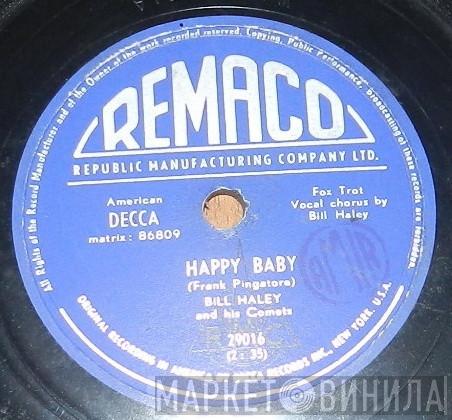 All Rights of the Record Manufacturers and of the Owner of the work recorded reserved. Copying, Public Performance, broadcasting of these records are forbidden.
REMACO
REPUBLIC MANUFACTURING COMPANY LTD.
American
DECCA
matrix: 86809
Fox Trot
Vocal chorus by
Bill Haley
HAPPY BABY
(Frank Pingatore)
BILL HALEY
and his Comets
29016
(2:35)
ORIGINAL RECORDING IN AMERICA BY DECCA RECORDS INC., NEW YORK. U.S.A.
МАРКЕТ ВИНИЛА